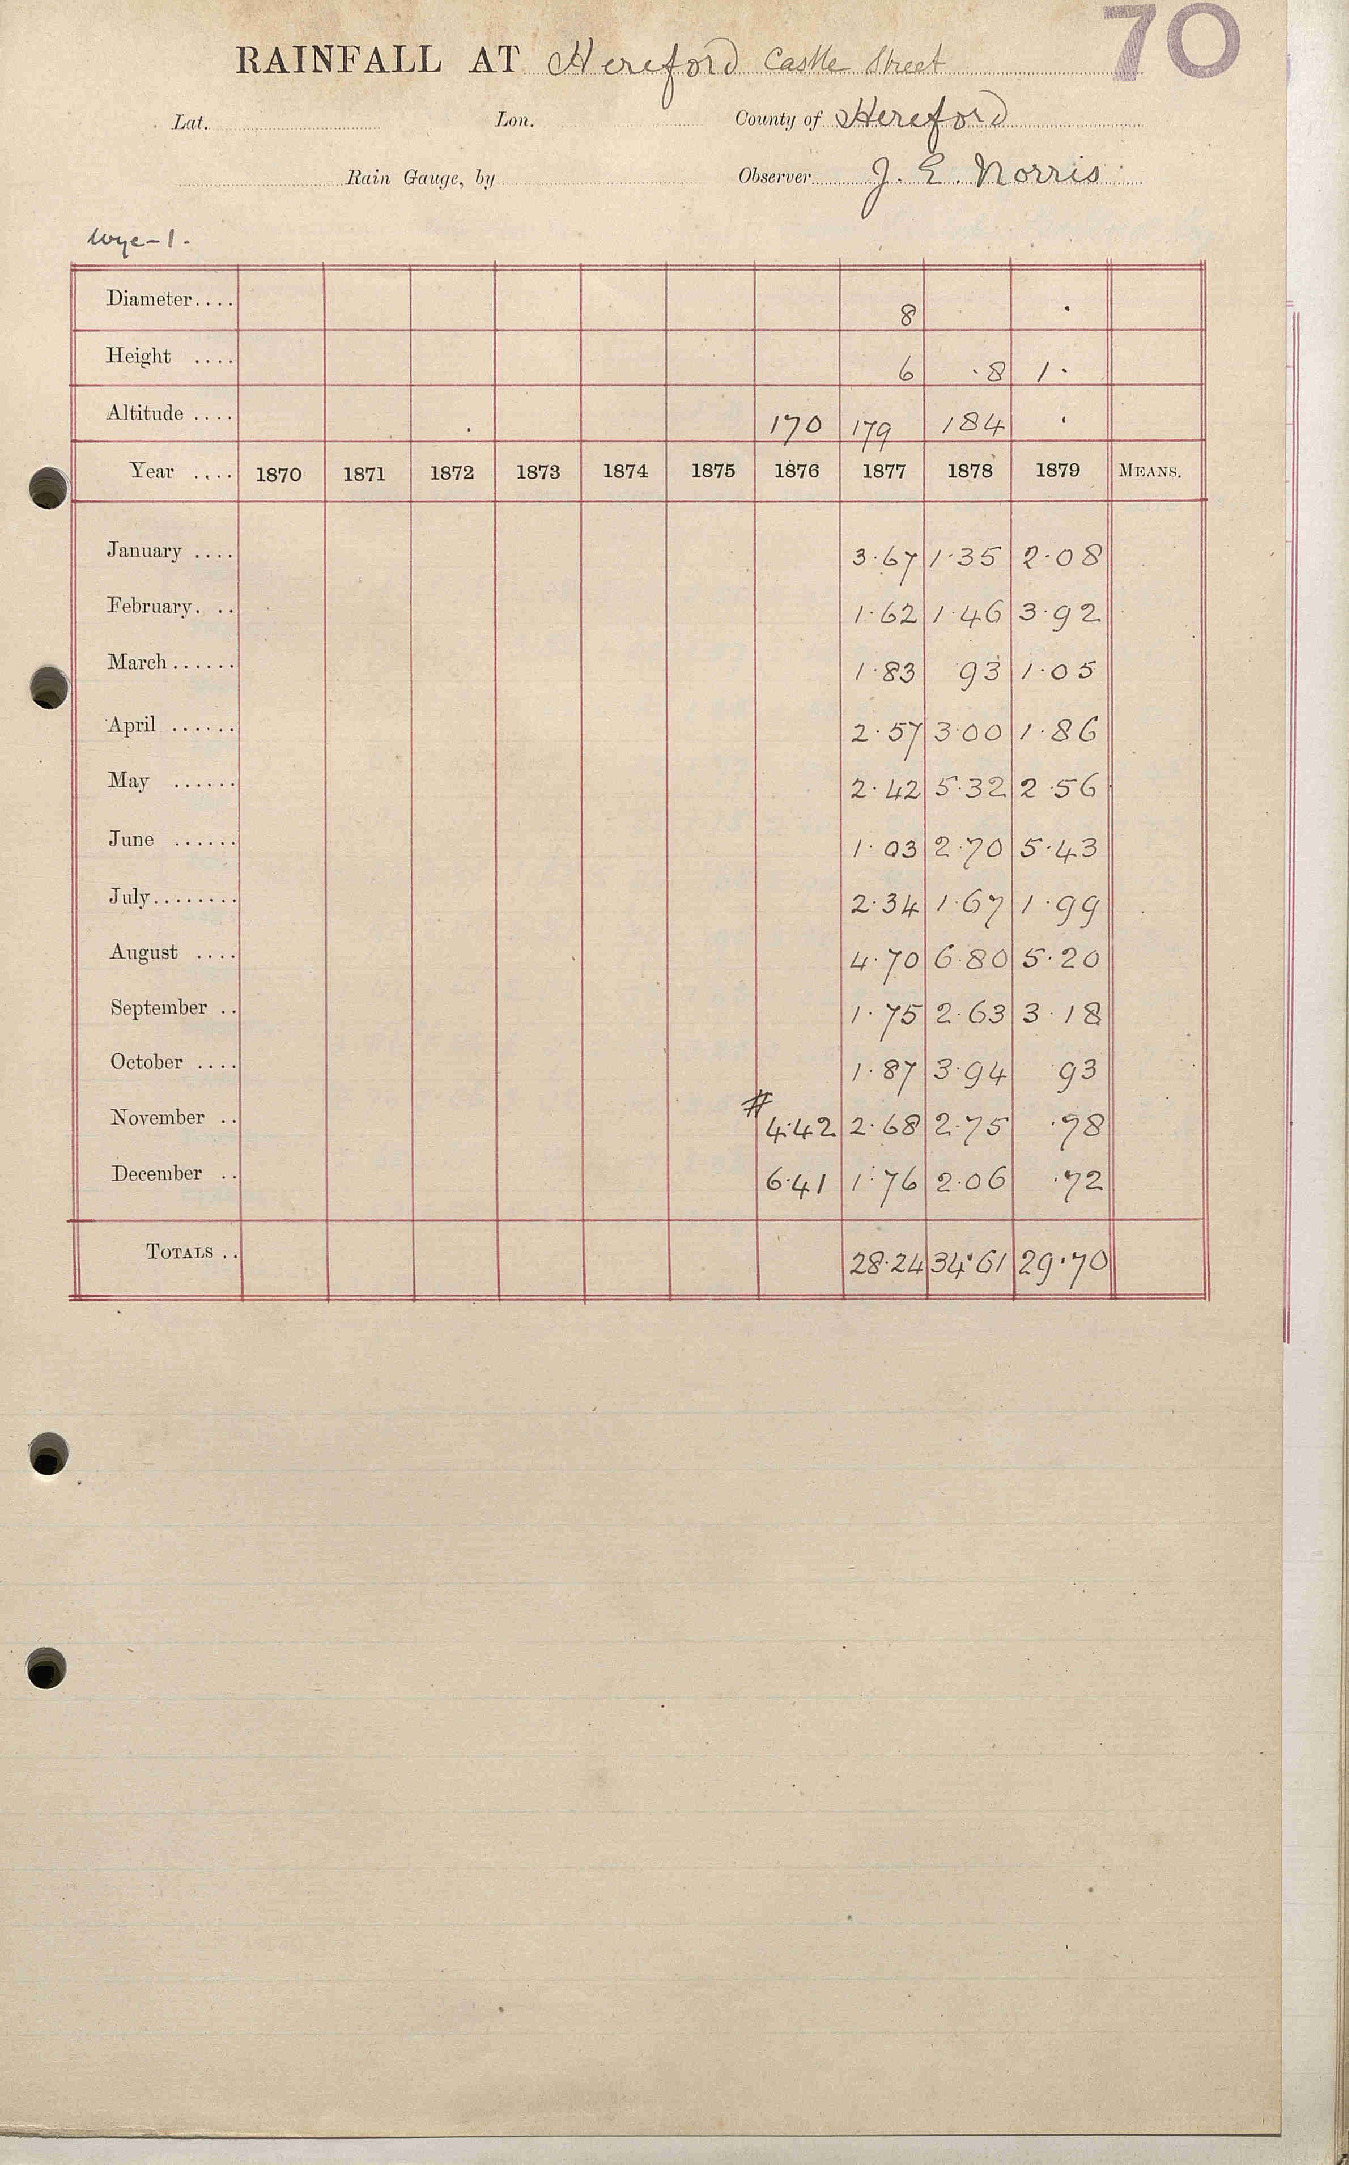 70
RAINFALL AT Hereford Castle Street
Lat. Lon. County of Hereford
Rain Gauge, by Observer J. E. Norris
Wye-1.
Diameter.... 8 .
Height .... 6 .8 1.
Altitude .... 170 179 184 .
Year .... 1870 1871 1872 1873 1874 1875 1876 1877 1878 1879 MEANS.
January .... 3.67 1.35 2.08
February. .. 1.62 1.46 3.92
March...... 1.83 93 1.05
April ...... 2.57 3.00 1.86
May ...... 2.42 5.32 2.56
June ...... 1.03 2.70 5.43
July........ 2.34 1.67 1.99
August .... 4.70 6.80 5.20
September .. 1.75 2.63 3.18
October .... 1.87 3.94 .93
November .. # 4.42 2.68 2.75 .78
December .. 6.41 1.76 2.06 .72
TOTALS .. 28.24 34.61 29.70